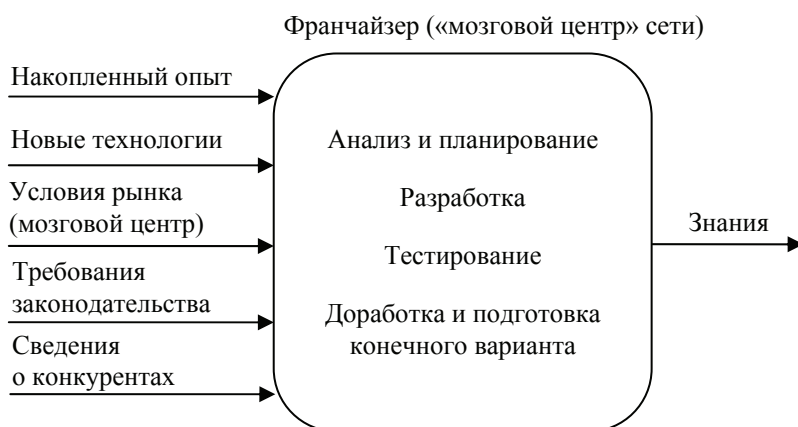 Франчайзер («мозговой центр» сети)
Накопленный опыт
Новые технологии
Условия рынка
(мозговой центр)
Требования
законодательства
Сведения
о конкурентах
Анализ и планирование
Разработка
Тестирование
Доработка и подготовка
конечного варианта
Знания